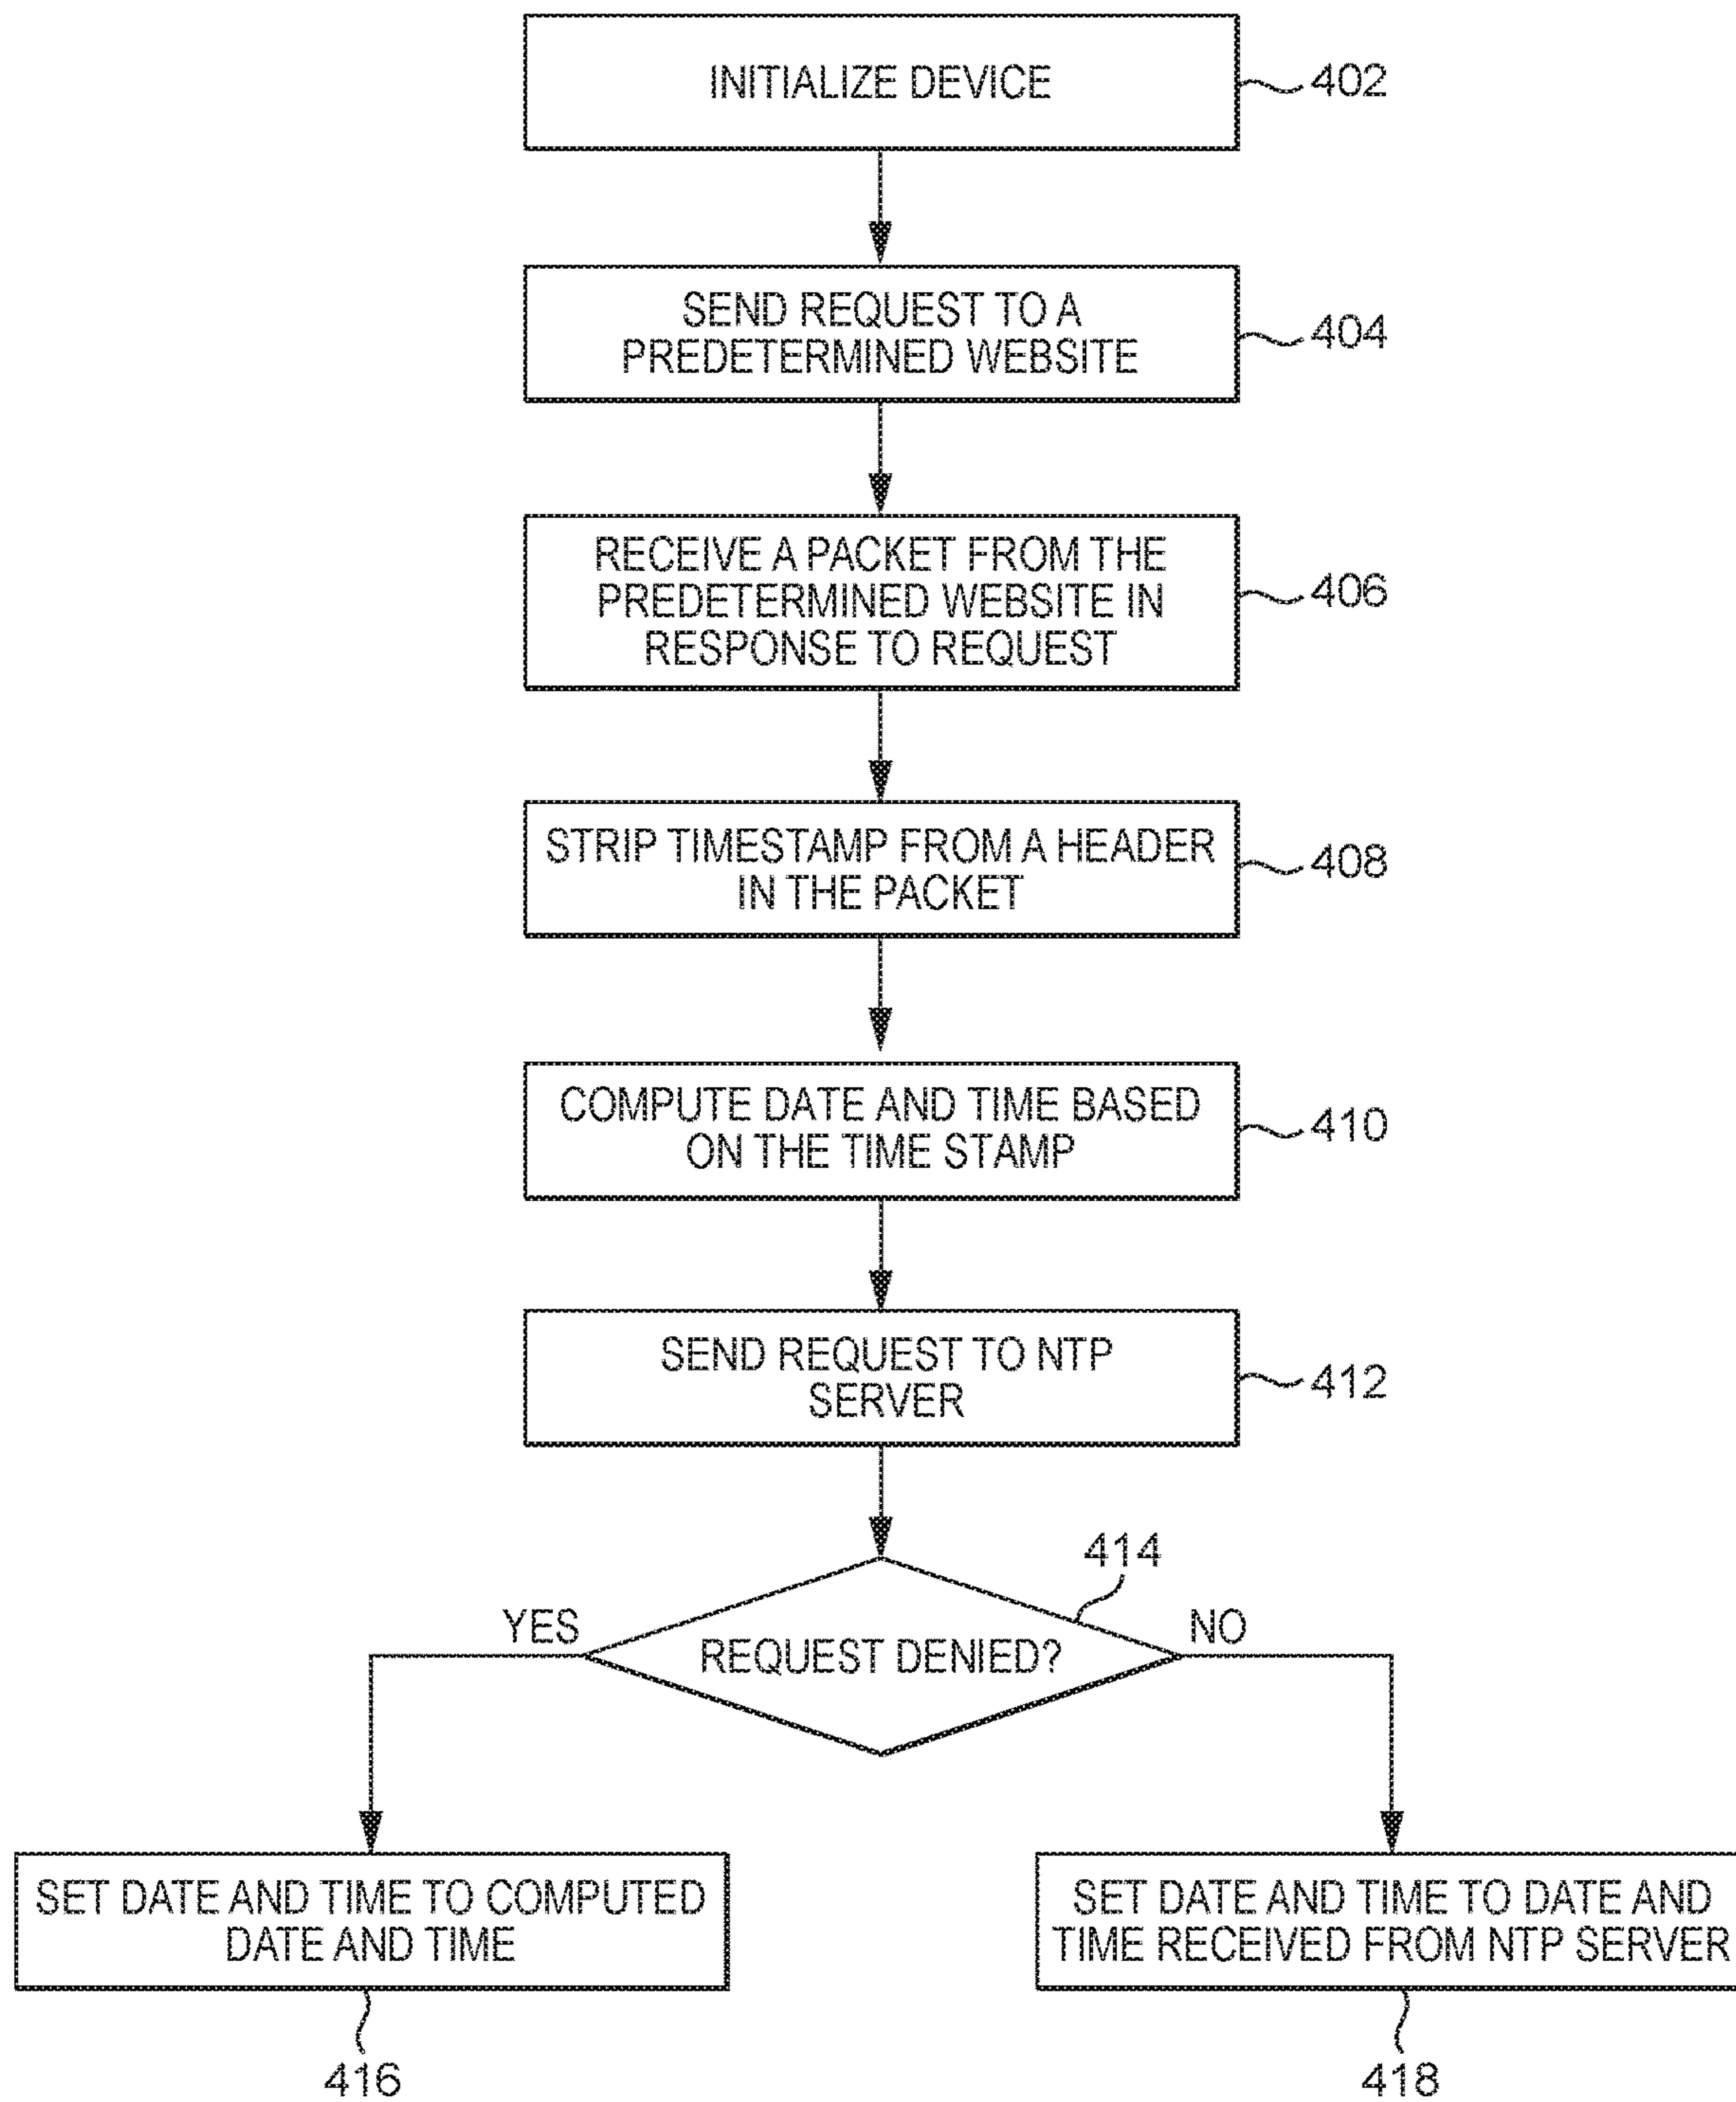 INITIALIZE DEVICE
402
SEND REQUEST TO A
PREDETERMINED WEBSITE
404
RECEIVE A PACKET FROM THE
PREDETERMINED WEBSITE IN
RESPONSE TO REQUEST
406
STRIP TIMESTAMP FROM A HEADER
IN THE PACKET
408
COMPUTE DATE AND TIME BASED
ON THE TIME STAMP
410
SEND REQUEST TO NTP
SERVER
412
414
YES
REQUEST DENIED?
NO
SET DATE AND TIME TO COMPUTED
DATE AND TIME
416
SET DATE AND TIME TO DATE AND
TIME RECEIVED FROM NTP SERVER
418